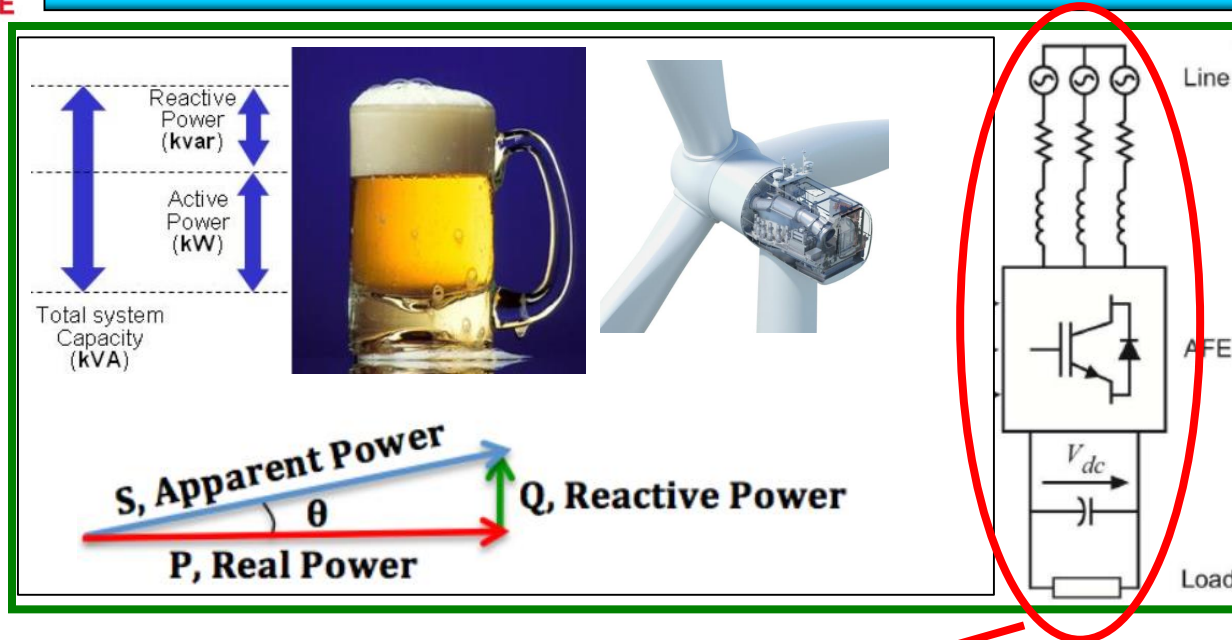 E
Reactive
Power
(kvar)
Active
Power
(kW)
Total system
Capacity
(kVA)
S, Apparent Power
θ
Q, Reactive Power
P, Real Power
Line
AFE
Vdc
Load